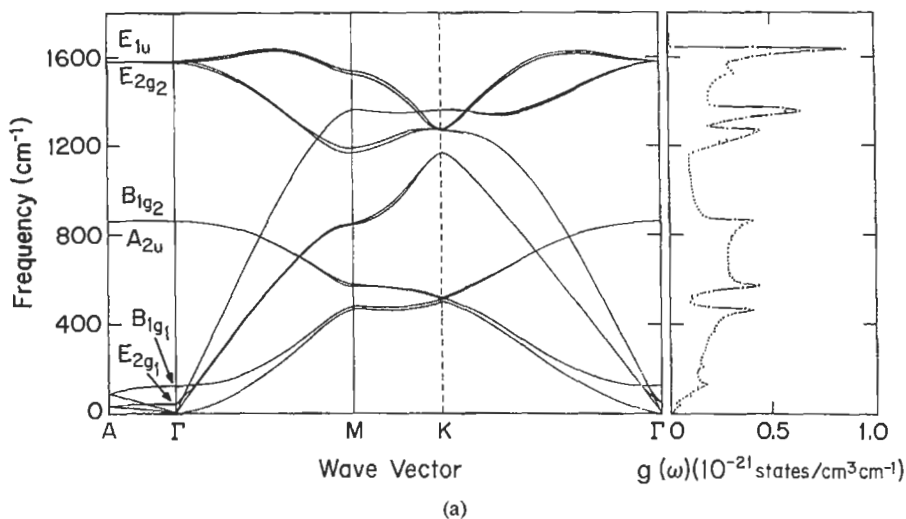 1600
1200
800
400
0
Frequency (cm⁻¹)
E₁ᵤ
E₂g₂
B₁g₂
A₂ᵤ
B₁g₁
E₂g₁
A Γ M K Γ
Wave Vector
0 0.5 1.0
g (ω)(10⁻²¹ states/cm³cm⁻¹)
(a)